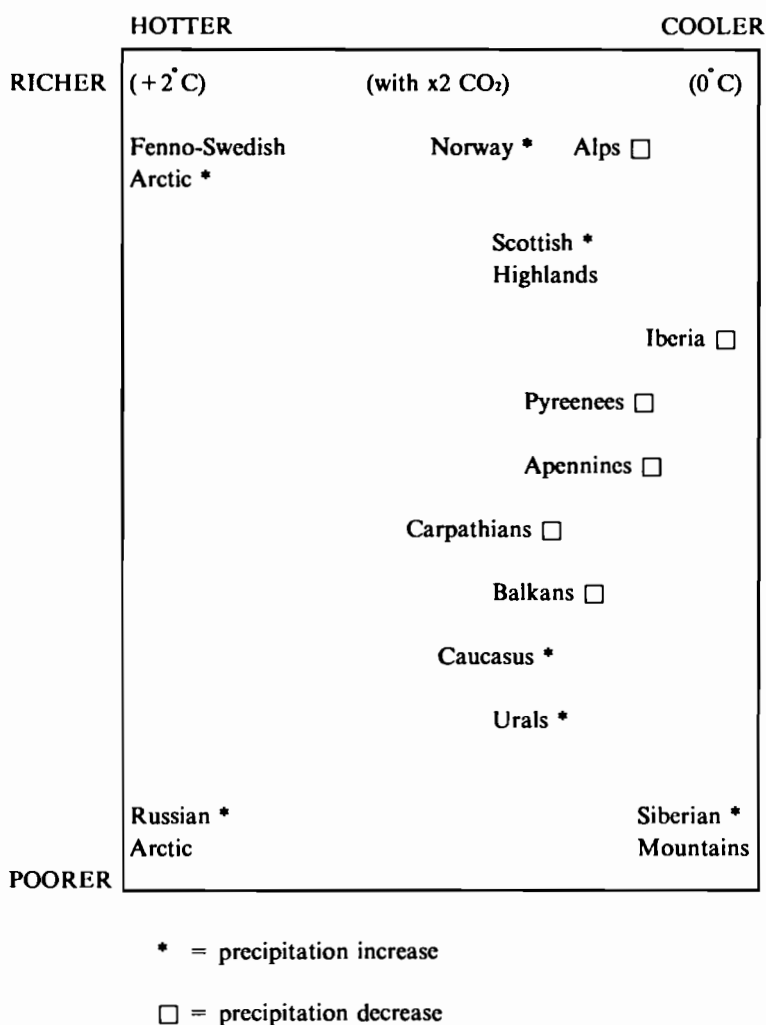 HOTTER COOLER
RICHER (+2°C) (with x2 CO₂) (0°C)
Fenno-Swedish Norway * Alps □
Arctic *
Scottish *
Highlands
Iberia □
Pyreenees □
Apennines □
Carpathians □
Balkans □
Caucasus *
Urals *
Russian * Siberian *
Arctic Mountains
POORER
* = precipitation increase
□ = precipitation decrease